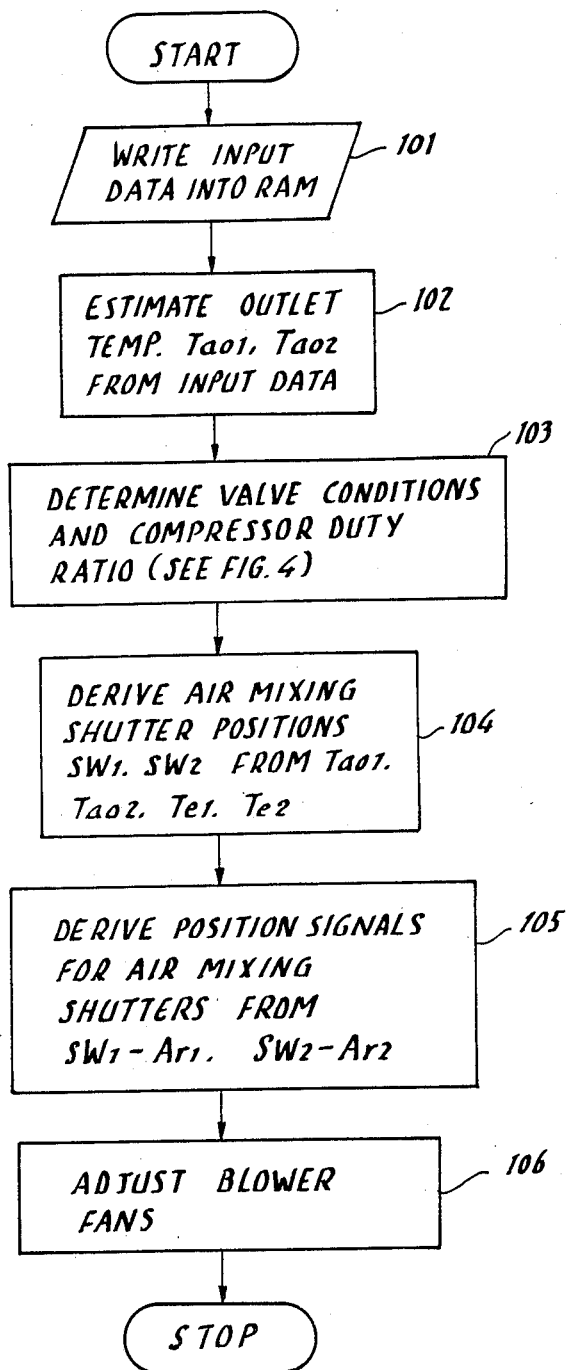 START
WRITE INPUT
DATA INTO RAM
101
ESTIMATE OUTLET
TEMP. Tao1, Tao2
FROM INPUT DATA
102
103
DETERMINE VALVE CONDITIONS
AND COMPRESSOR DUTY
RATIO (SEE FIG. 4)
DERIVE AIR MIXING
SHUTTER POSITIONS
SW1. SW2 FROM Tao1.
Tao2. Te1. Te2
104
DERIVE POSITION SIGNALS
FOR AIR MIXING
SHUTTERS FROM
SW1-Ar1. SW2-Ar2
105
ADJUST BLOWER
FANS
106
STOP